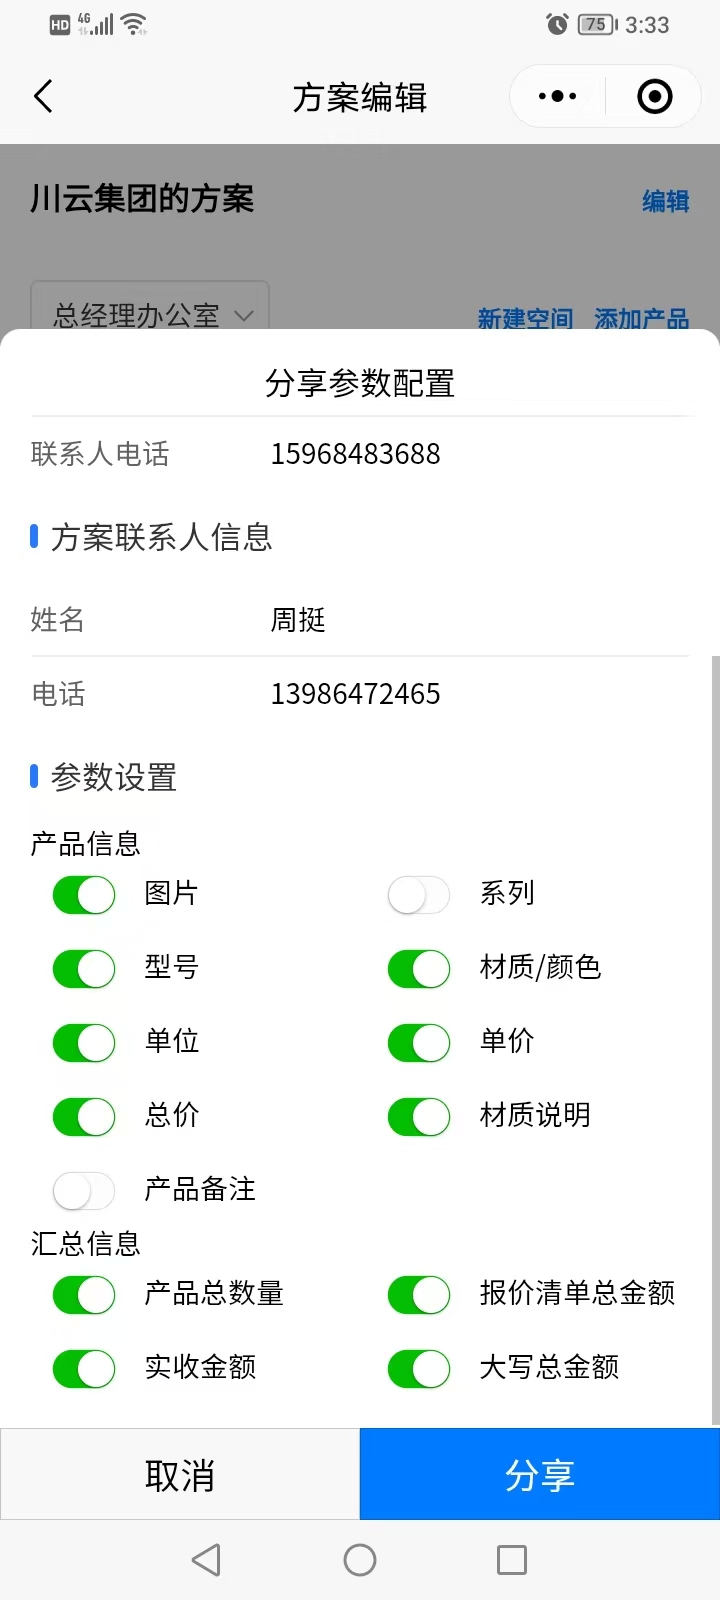 HD 4G 75 3:33
方案编辑
川云集团的方案 编辑
总经理办公室 新建空间 添加产品
分享参数配置
联系人电话 15968483688
方案联系人信息
姓名 周挺
电话 13986472465
参数设置
产品信息
图片 系列
型号 材质/颜色
单位 单价
总价 材质说明
产品备注
汇总信息
产品总数量 报价清单总金额
实收金额 大写总金额
取消 分享